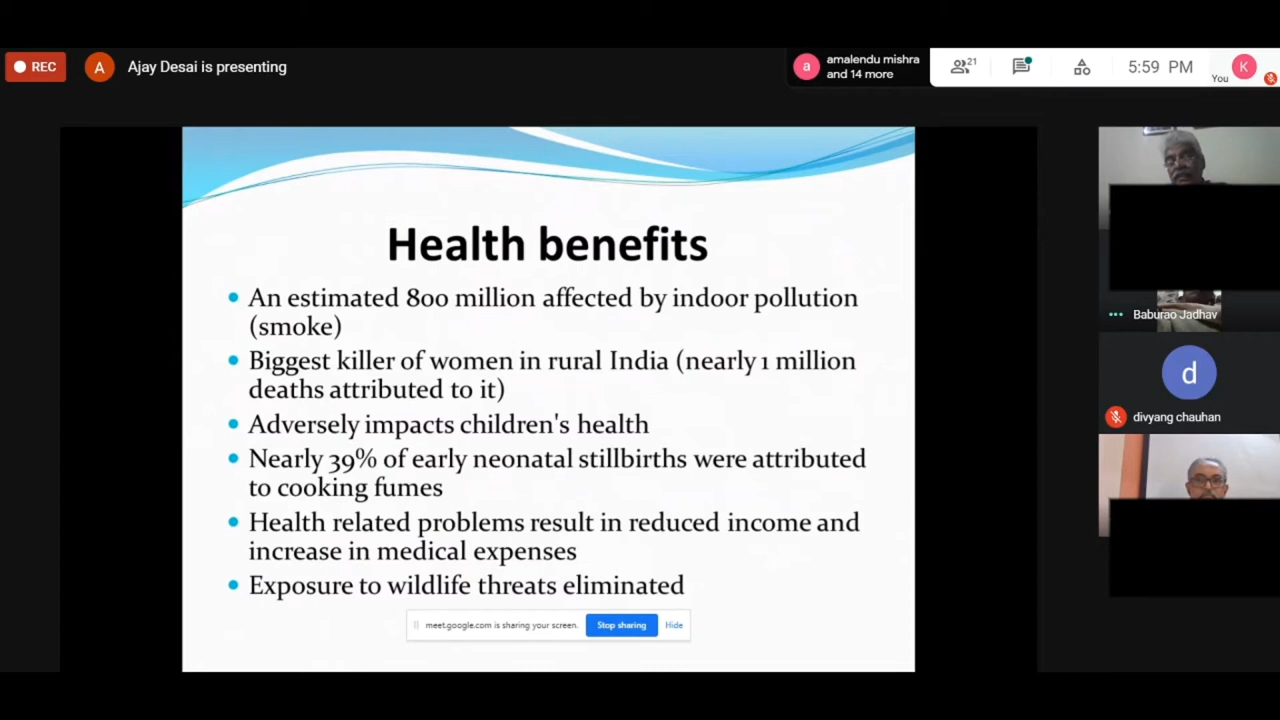 REC
A
Ajay Desai is presenting
a
amalendu mishra
and 14 more
21
5:59 PM
You
K
Health benefits
• An estimated 800 million affected by indoor pollution
(smoke)
• Biggest killer of women in rural India (nearly 1 million
deaths attributed to it)
• Adversely impacts children's health
• Nearly 39% of early neonatal stillbirths were attributed
to cooking fumes
• Health related problems result in reduced income and
increase in medical expenses
• Exposure to wildlife threats eliminated
meet.google.com is sharing your screen.
Stop sharing
Hide
Baburao Jadhav
d
divyang chauhan